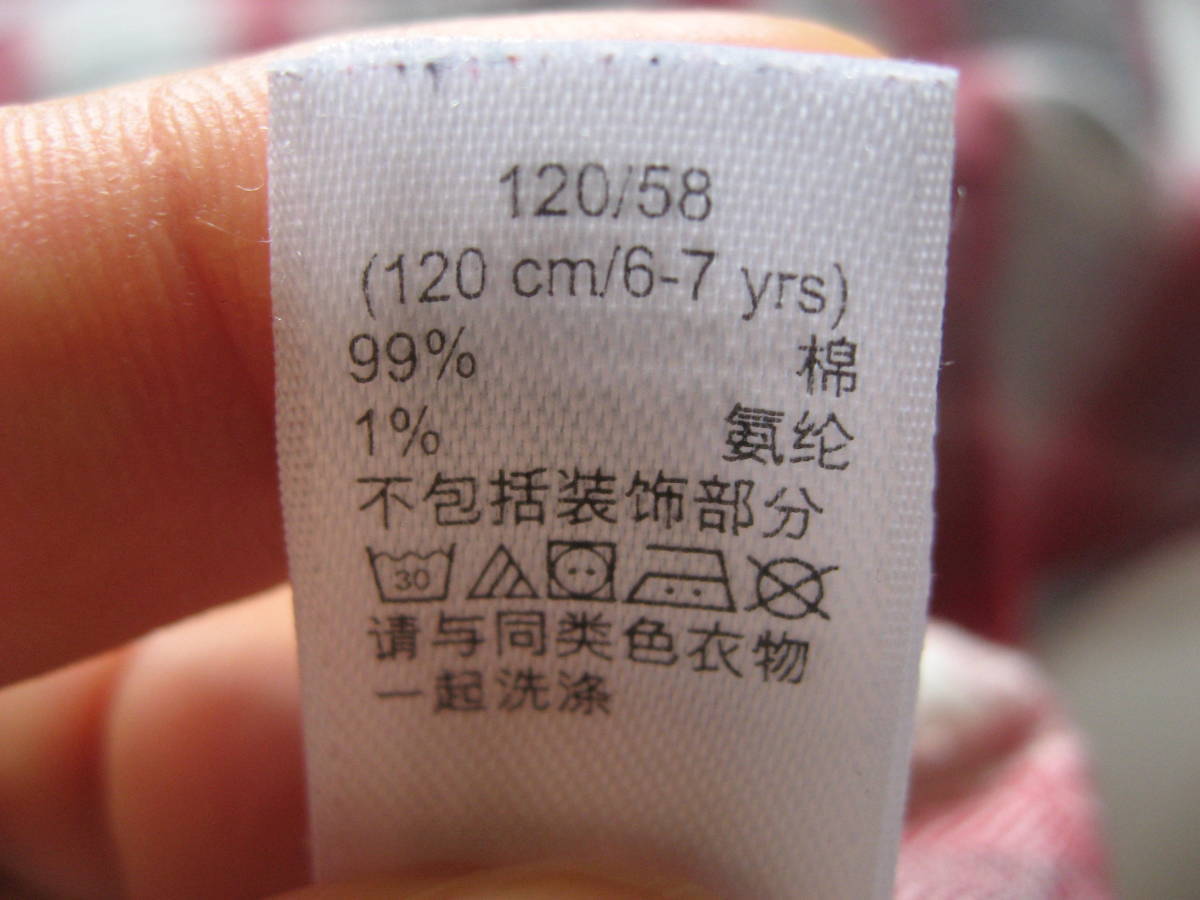 120/58
(120 cm/6-7 yrs)
99% 棉
1% 氨纶
不包括装饰部分
30
请与同类色衣物
一起洗涤